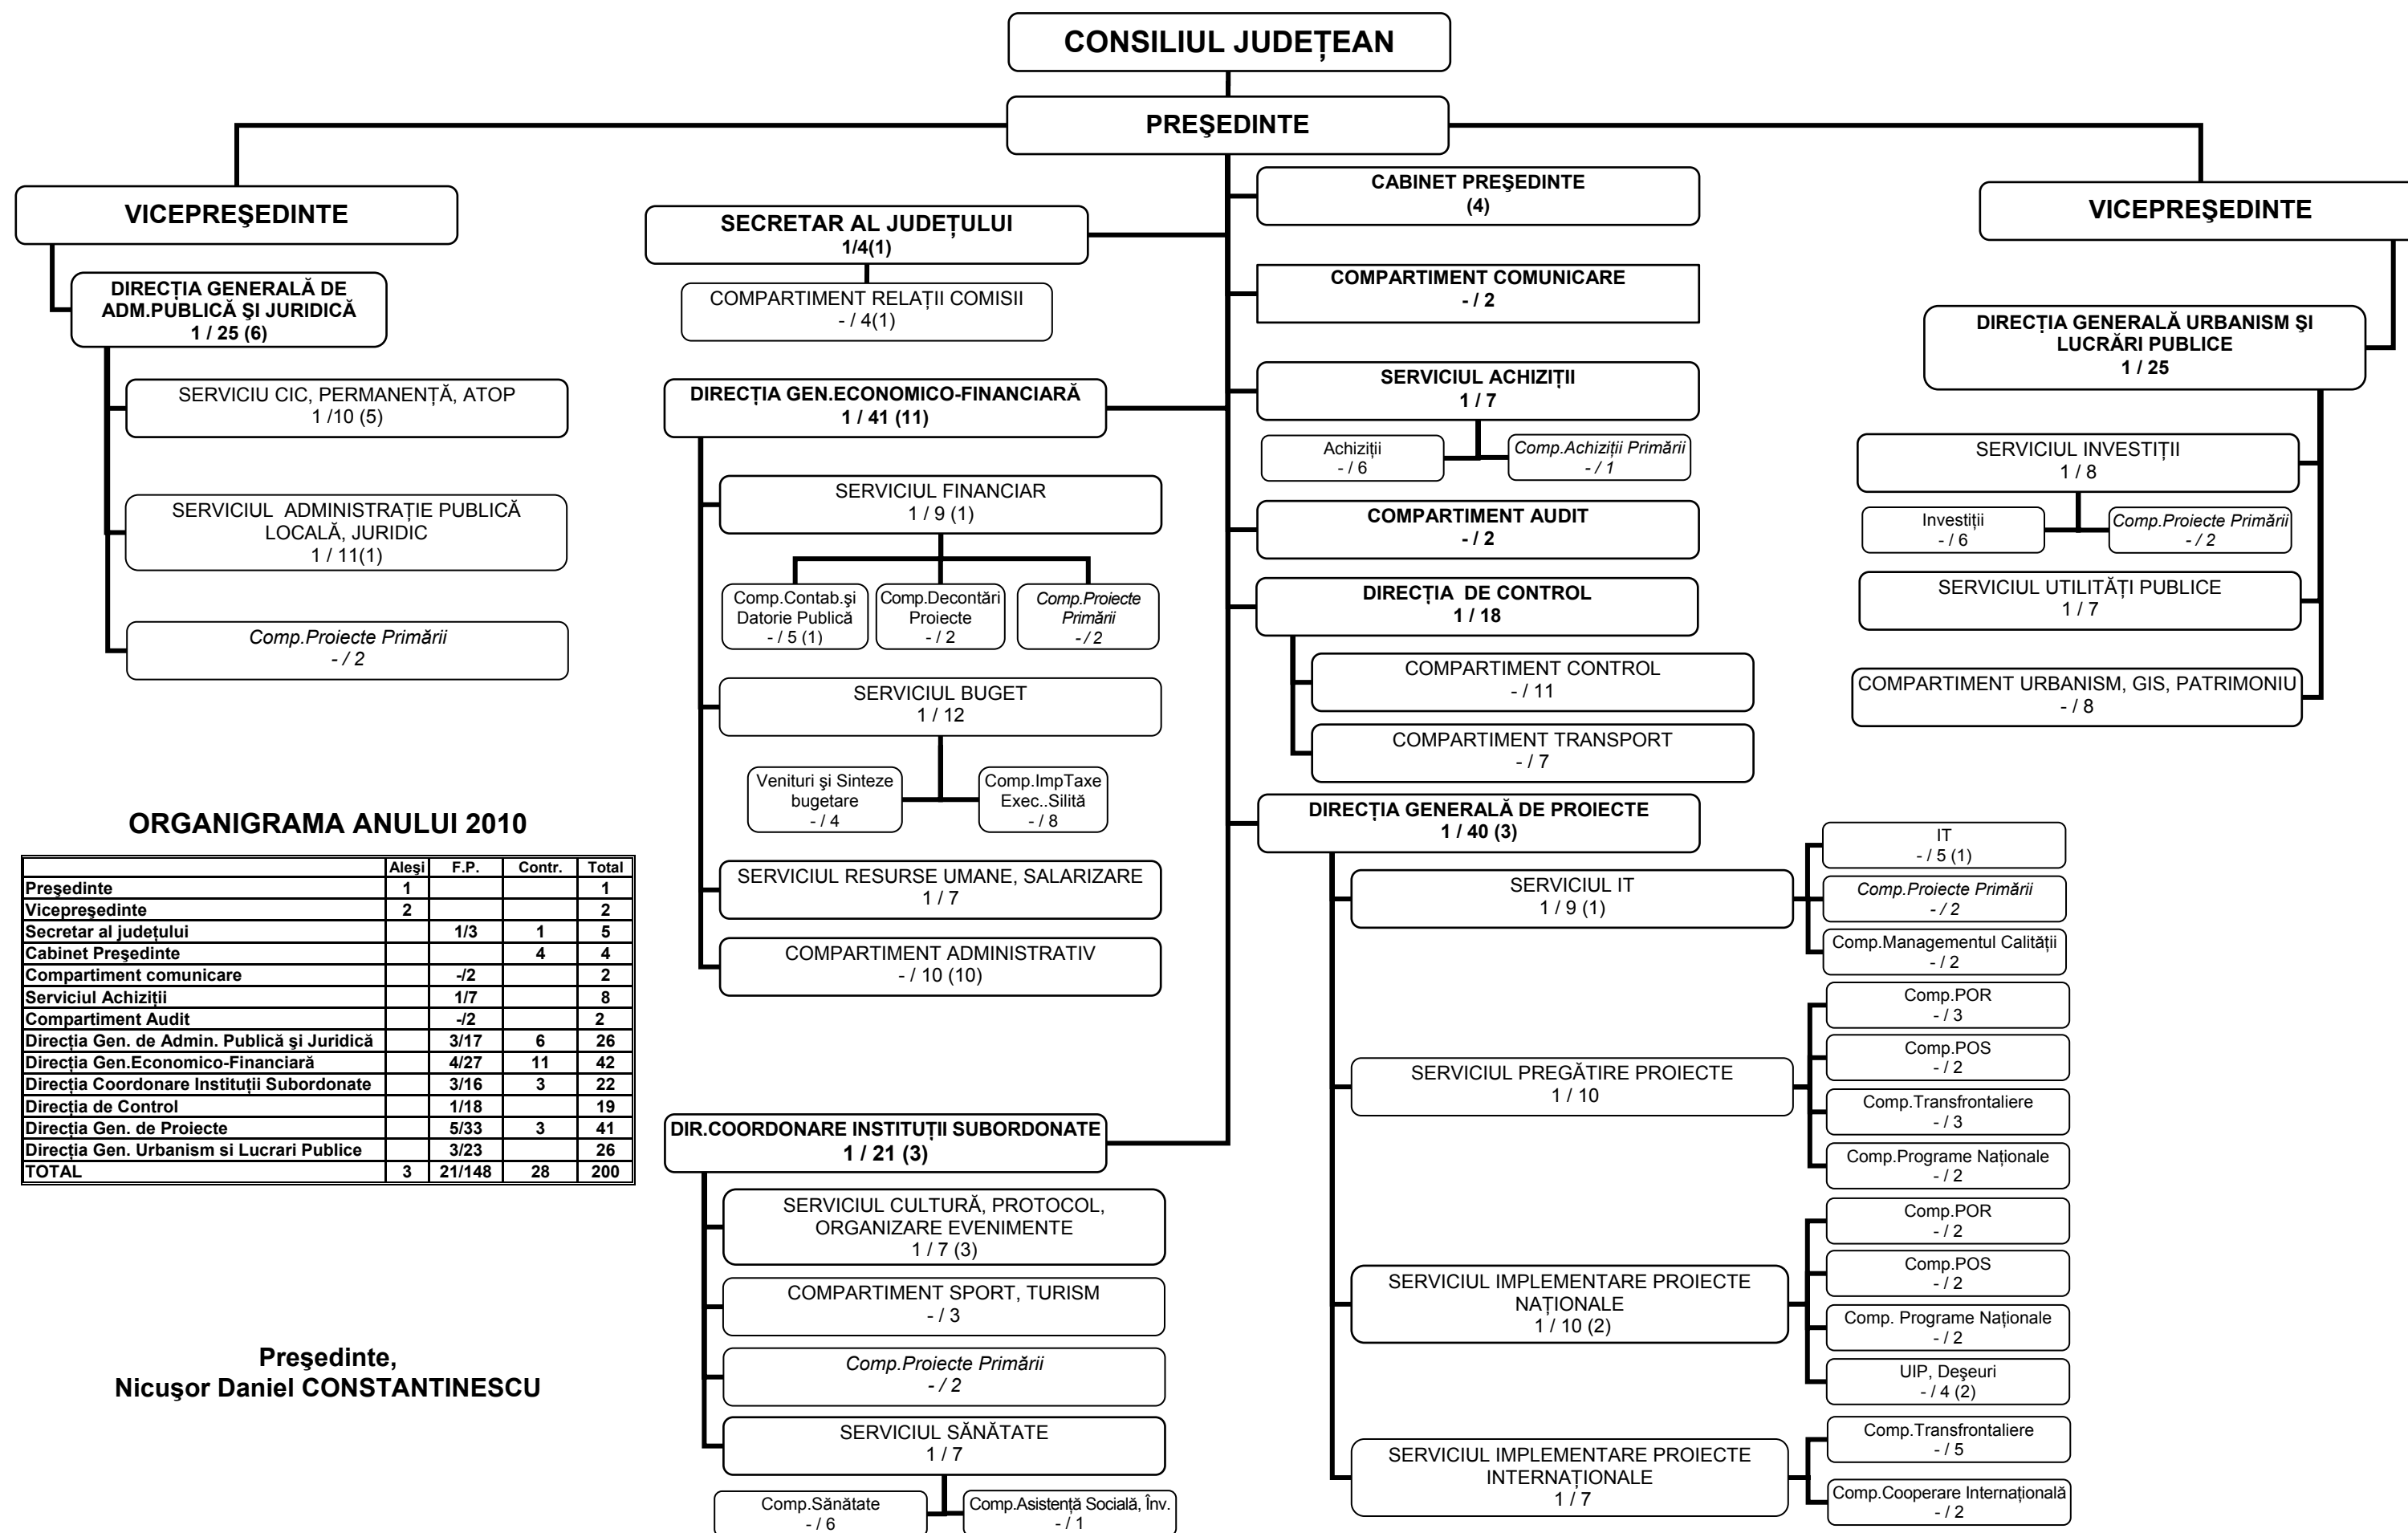 CONSILIUL JUDEȚEAN
PREŞEDINTE
VICEPREŞEDINTE
DIRECȚIA GENERALĂ DE
ADM.PUBLICĂ ŞI JURIDICĂ
1 / 25 (6)
SERVICIU CIC, PERMANENȚĂ, ATOP
1 /10 (5)
SERVICIUL  ADMINISTRAȚIE PUBLICĂ
LOCALĂ, JURIDIC
1 / 11(1)
Comp.Proiecte Primării
- / 2
SECRETAR AL JUDEȚULUI
1/4(1)
COMPARTIMENT RELAȚII COMISII
- / 4(1)
DIRECȚIA GEN.ECONOMICO-FINANCIARĂ
1 / 41 (11)
SERVICIUL FINANCIAR
1 / 9 (1)
Comp.Contab.şi
Datorie Publică
- / 5 (1)
Comp.Decontări
Proiecte
- / 2
Comp.Proiecte
Primării
- / 2
SERVICIUL BUGET
1 / 12
Venituri şi Sinteze
bugetare
- / 4
Comp.ImpTaxe
Exec..Silită
- / 8
SERVICIUL RESURSE UMANE, SALARIZARE
1 / 7
COMPARTIMENT ADMINISTRATIV
- / 10 (10)
DIR.COORDONARE INSTITUȚII SUBORDONATE
1 / 21 (3)
SERVICIUL CULTURĂ, PROTOCOL,
ORGANIZARE EVENIMENTE
1 / 7 (3)
COMPARTIMENT SPORT, TURISM
- / 3
Comp.Proiecte Primării
- / 2
SERVICIUL SĂNĂTATE
1 / 7
Comp.Sănătate
- / 6
Comp.Asistență Socială, Înv.
- / 1
CABINET PREŞEDINTE
(4)
COMPARTIMENT COMUNICARE
- / 2
SERVICIUL ACHIZIȚII
1 / 7
Achiziții
- / 6
Comp.Achiziții Primării
- / 1
COMPARTIMENT AUDIT
- / 2
DIRECȚIA  DE CONTROL
1 / 18
COMPARTIMENT CONTROL
- / 11
COMPARTIMENT TRANSPORT
- / 7
DIRECȚIA GENERALĂ DE PROIECTE
1 / 40 (3)
SERVICIUL IT
1 / 9 (1)
IT
- / 5 (1)
Comp.Proiecte Primării
- / 2
Comp.Managementul Calității
- / 2
SERVICIUL PREGĂTIRE PROIECTE
1 / 10
Comp.POR
- / 3
Comp.POS
- / 2
Comp.Transfrontaliere
- / 3
Comp.Programe Naționale
- / 2
SERVICIUL IMPLEMENTARE PROIECTE
NAȚIONALE
1 / 10 (2)
Comp.POR
- / 2
Comp.POS
- / 2
Comp. Programe Naționale
- / 2
UIP, Deşeuri
- / 4 (2)
SERVICIUL IMPLEMENTARE PROIECTE
INTERNAȚIONALE
1 / 7
Comp.Transfrontaliere
- / 5
Comp.Cooperare Internațională
- / 2
VICEPREŞEDINTE
DIRECȚIA GENERALĂ URBANISM ŞI
LUCRĂRI PUBLICE
1 / 25
SERVICIUL INVESTIȚII
1 / 8
Investiții
- / 6
Comp.Proiecte Primării
- / 2
SERVICIUL UTILITĂȚI PUBLICE
1 / 7
COMPARTIMENT URBANISM, GIS, PATRIMONIU
- / 8
ORGANIGRAMA ANULUI 2010
Aleşi F.P. Contr. Total
Preşedinte 1 1
Vicepreşedinte 2 2
Secretar al județului 1/3 1 5
Cabinet Preşedinte 4 4
Compartiment comunicare -/2 2
Serviciul Achiziții 1/7 8
Compartiment Audit -/2 2
Direcția Gen. de Admin. Publică şi Juridică 3/17 6 26
Direcția Gen.Economico-Financiară 4/27 11 42
Direcția Coordonare Instituții Subordonate 3/16 3 22
Direcția de Control 1/18 19
Direcția Gen. de Proiecte 5/33 3 41
Direcția Gen. Urbanism si Lucrari Publice 3/23 26
TOTAL 3 21/148 28 200
Preşedinte,
Nicuşor Daniel CONSTANTINESCU